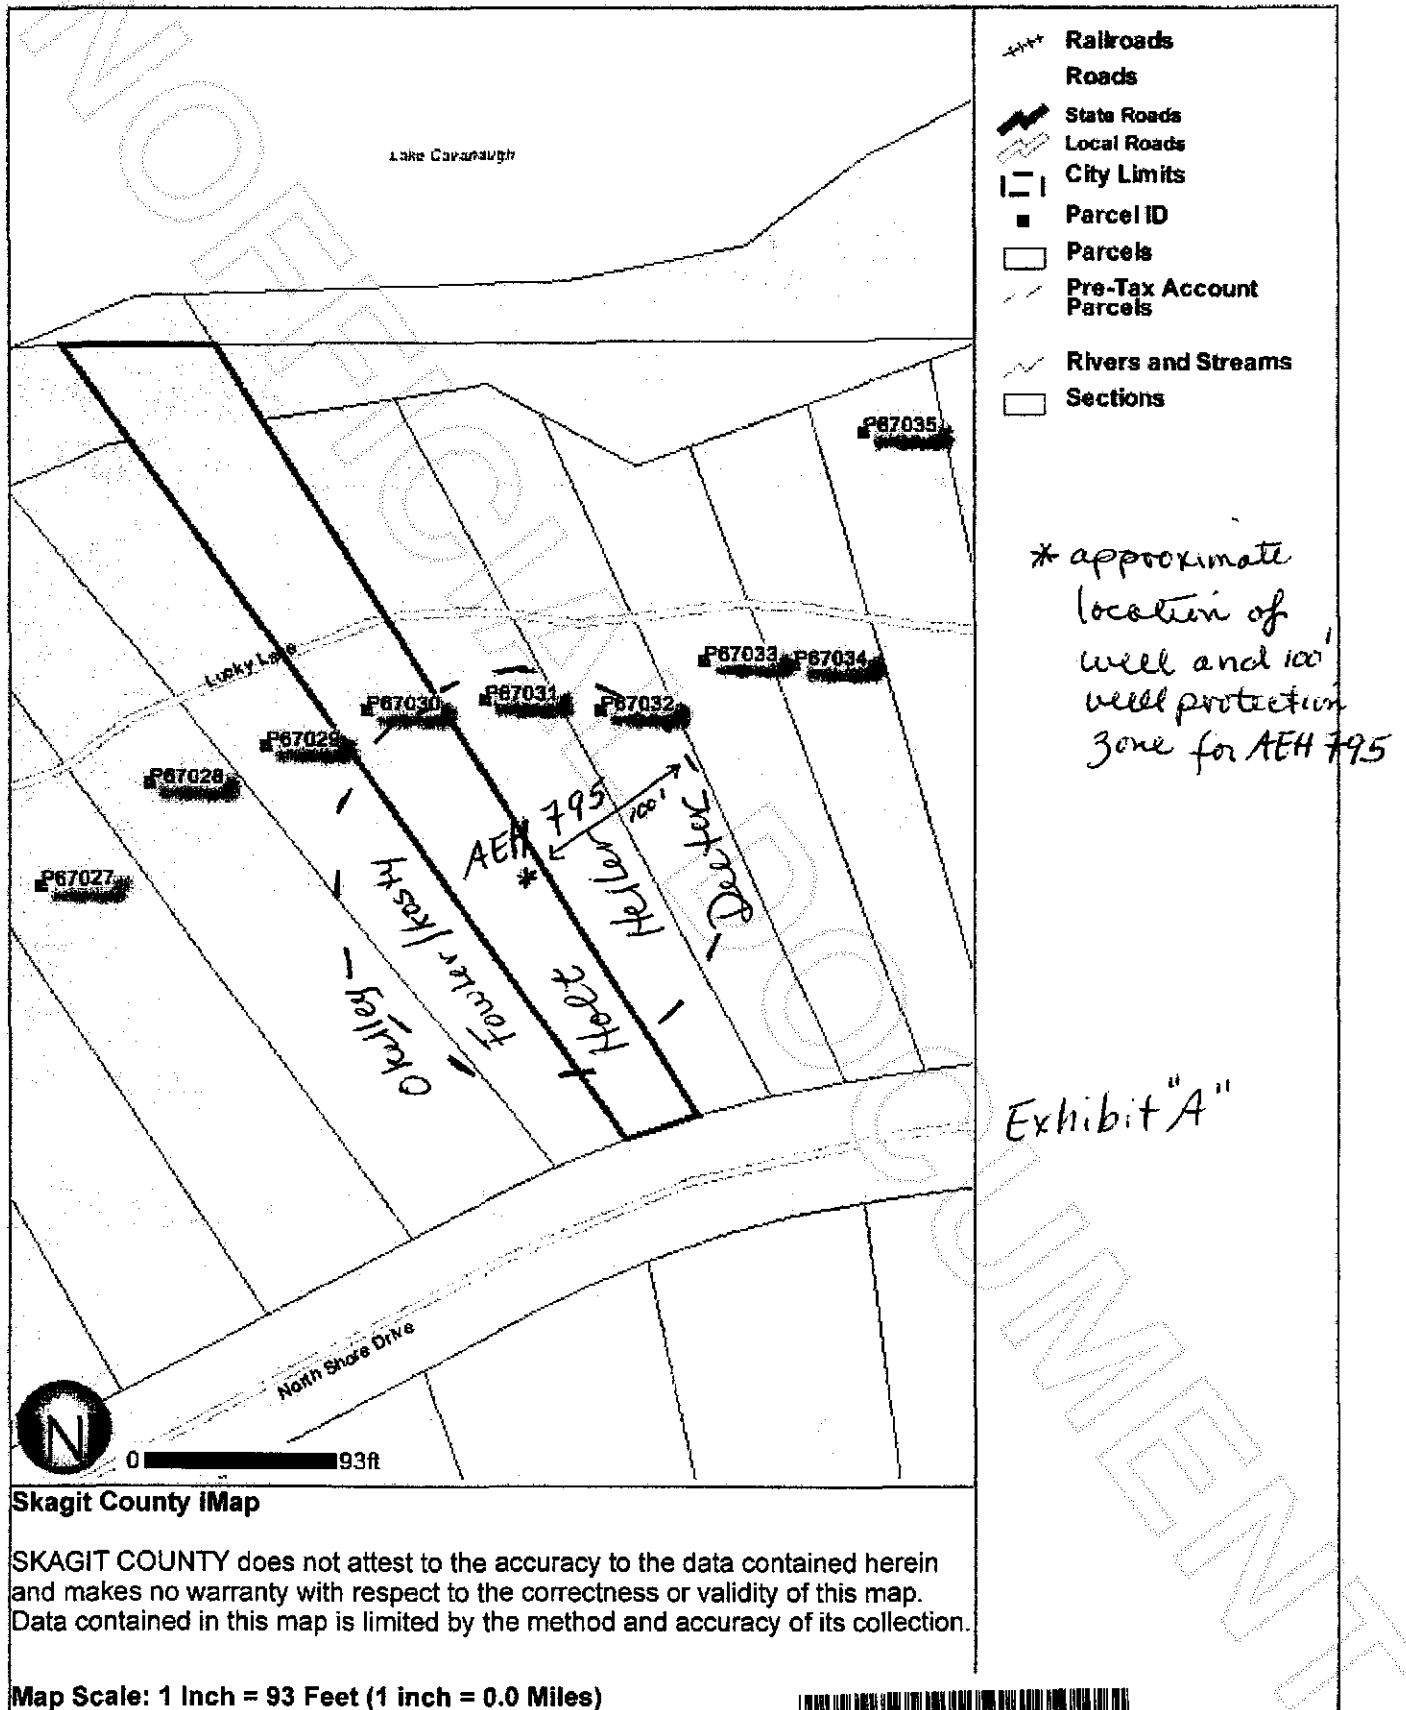 UNOFFICIAL DOCUMENT
Lake Cavanaugh
Railroads
Roads
State Roads
Local Roads
City Limits
Parcel ID
Parcels
Pre-Tax Account
Parcels
Rivers and Streams
Sections
P67035
* approximate
location of
well and 100'
well protection
zone for AEH 795
Lucky Lane
P67033
P67034
P67031
P67032
P67030
P67029
P67028
P67027
AEH 795
*
100'
Okelley
Fowler/kosty
Holt
Heller
Deeter
Exhibit "A"
North Shore Drive
N
0 93ft
Skagit County iMap
SKAGIT COUNTY does not attest to the accuracy to the data contained herein
and makes no warranty with respect to the correctness or validity of this map.
Data contained in this map is limited by the method and accuracy of its collection.
Map Scale: 1 Inch = 93 Feet (1 inch = 0.0 Miles)